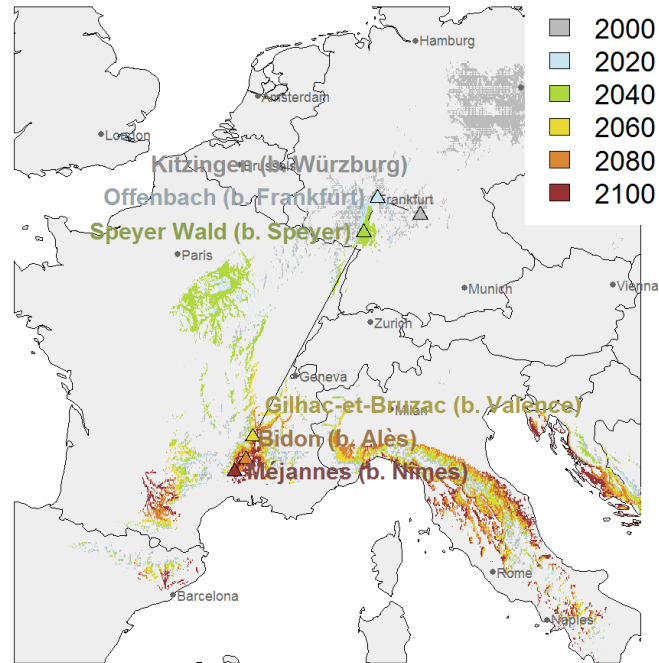 2000
2020
2040
2060
2080
2100
Hamburg
Amsterdam
London
Kitzingen (b. Würzburg)
Brussels
Offenbach (b. Frankfurt)
Frankfurt
Speyer Wald (b. Speyer)
Paris
Munich
Vienna
Zurich
Geneva
Gilhac-et-Bruzac (b. Valence)
Milan
Bidon (b. Alès)
Méjannes (b. Nîmes)
Rome
Barcelona
Naples